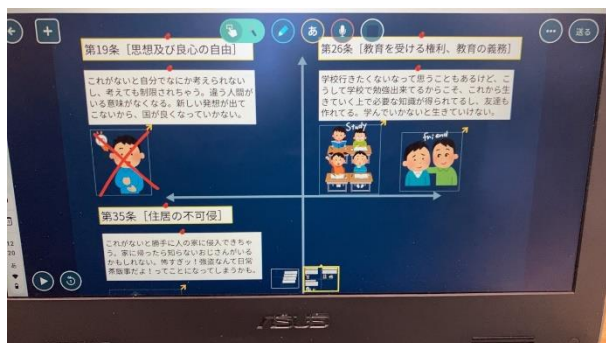 あ
送る
第19条［思想及び良心の自由］
これがないと自分でなにか考えられない
し、考えても制限されちゃう。違う人間が
いる意味がなくなる。新しい発想が出て
こないから、国が良くなっていかない。
第26条［教育を受ける権利、教育の義務］
学校行きたくないなって思うこともあるけど、こ
うして学校で勉強出来てるからこそ、これから生
きていく上で必要な知識が得られてるし、友達も
作れてる。学んでいかないと生きていけない。
Study
friend
第35条［住居の不可侵］
これがないと勝手に人の家に侵入できちゃ
う。家に帰ったら知らないおじさんがいる
かもしれない。怖すぎッ！強盗なんて日常
茶飯事だよ！ってことになってしまうかも。
12
20
ASUS